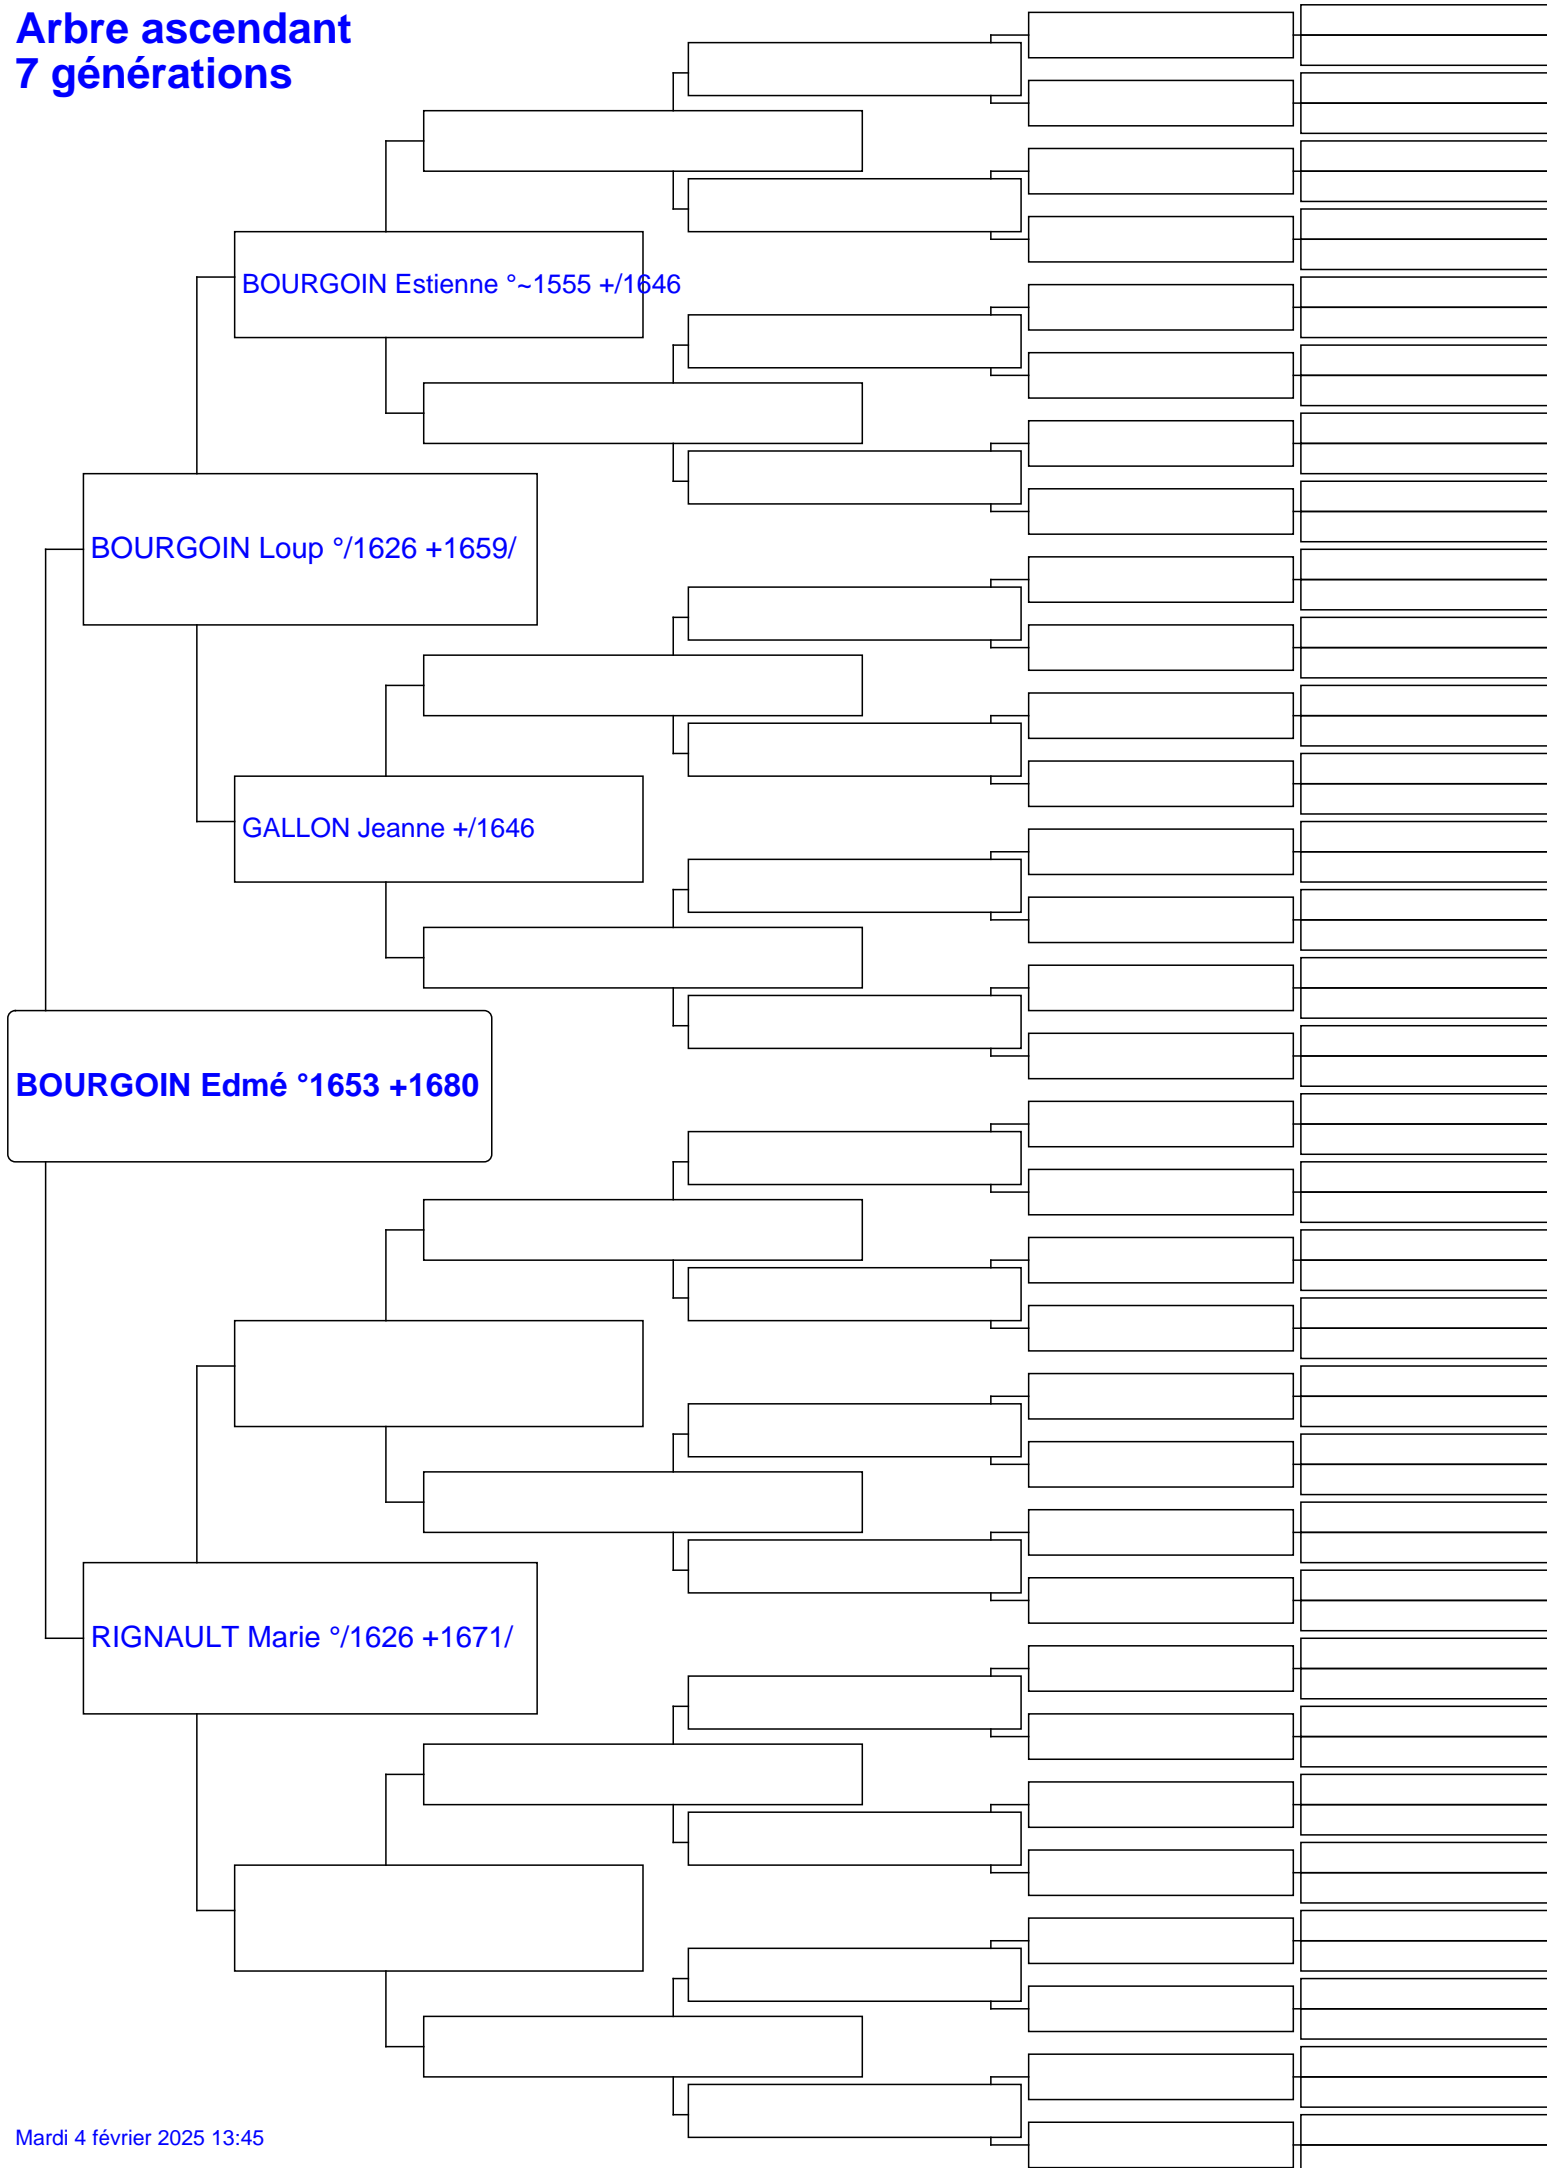 Arbre ascendant
7 générations
BOURGOIN Estienne °~1555 +/1646
BOURGOIN Loup °/1626 +1659/
GALLON Jeanne +/1646
BOURGOIN Edmé °1653 +1680
RIGNAULT Marie °/1626 +1671/
Mardi 4 février 2025 13:45